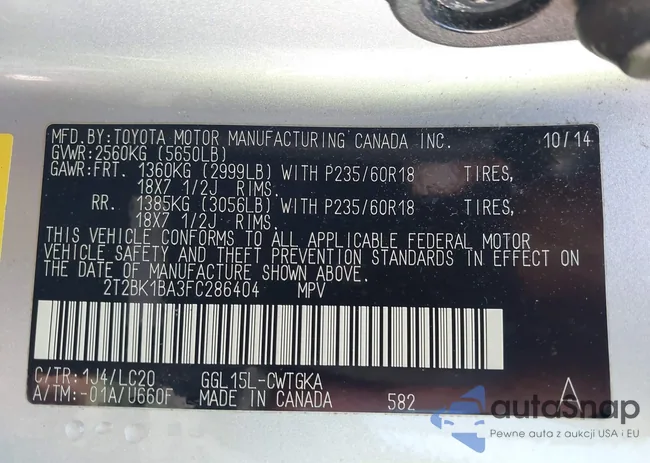 MFD.BY:TOYOTA MOTOR MANUFACTURING CANADA INC. 10/14
GVWR:2560KG (5650LB)
GAWR:FRT. 1360KG (2999LB) WITH P235/60R18 TIRES,
18X7 1/2J RIMS.
RR. 1385KG (3056LB) WITH P235/60R18 TIRES,
18X7 1/2J RIMS.
THIS VEHICLE CONFORMS TO ALL APPLICABLE FEDERAL MOTOR
VEHICLE SAFETY AND THEFT PREVENTION STANDARDS IN EFFECT ON
THE DATE OF MANUFACTURE SHOWN ABOVE.
2T2BK1BA3FC286404 MPV
C/TR:1J4/LC20 GGL15L-CWTGKA
A/TM:-01A/U660F MADE IN CANADA 582 A
autoSnap
Pewne auta z aukcji USA i EU